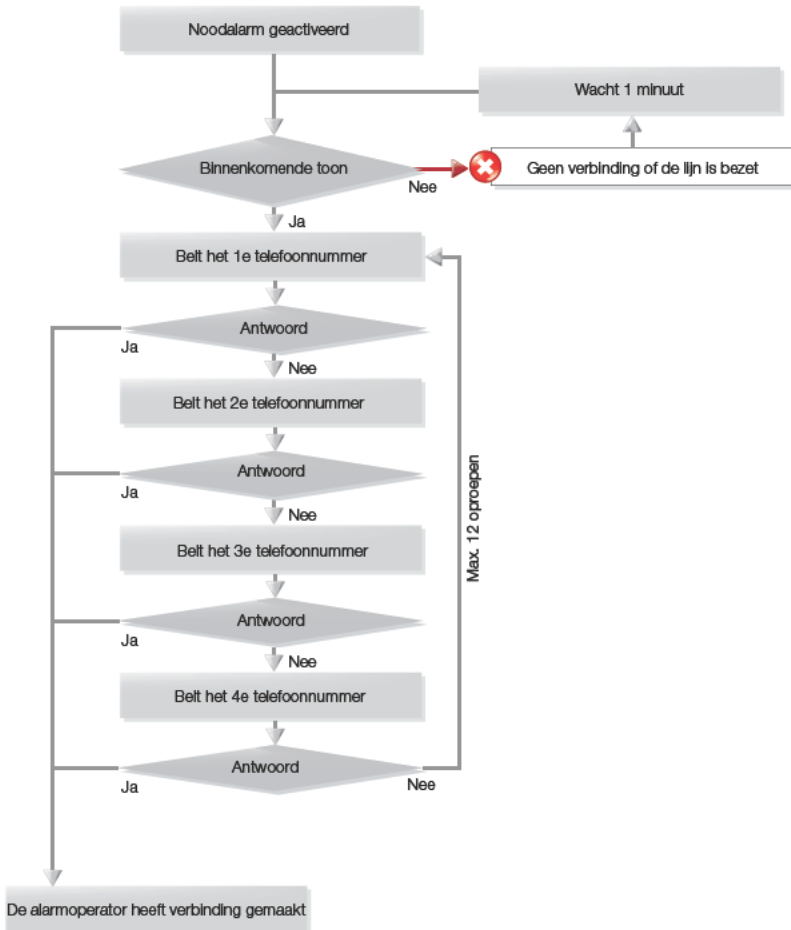 Noodalarm geactiveerd
Wacht 1 minuut
Binnenkomende toon
Nee
Geen verbinding of de lijn is bezet
Ja
Belt het 1e telefoonnummer
Antwoord
Ja
Nee
Belt het 2e telefoonnummer
Antwoord
Ja
Nee
Max. 12 oproepen
Belt het 3e telefoonnummer
Antwoord
Ja
Nee
Belt het 4e telefoonnummer
Antwoord
Ja
Nee
De alarmoperator heeft verbinding gemaakt